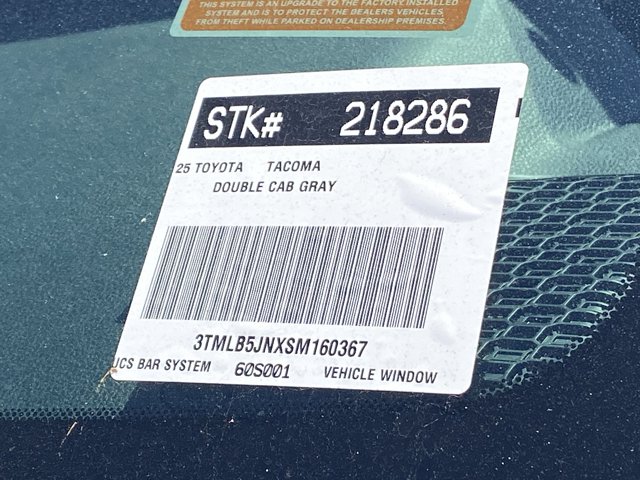 THIS SYSTEM IS AN UPGRADE TO THE FACTORY INSTALLED
SYSTEM AND IS TO PROTECT THE DEALERS VEHICLES
FROM THEFT WHILE PARKED ON DEALERSHIP PREMISES.
STK# 218286
25 TOYOTA TACOMA
DOUBLE CAB GRAY
3TMLB5JNXSM160367
UCS BAR SYSTEM 60S001 VEHICLE WINDOW